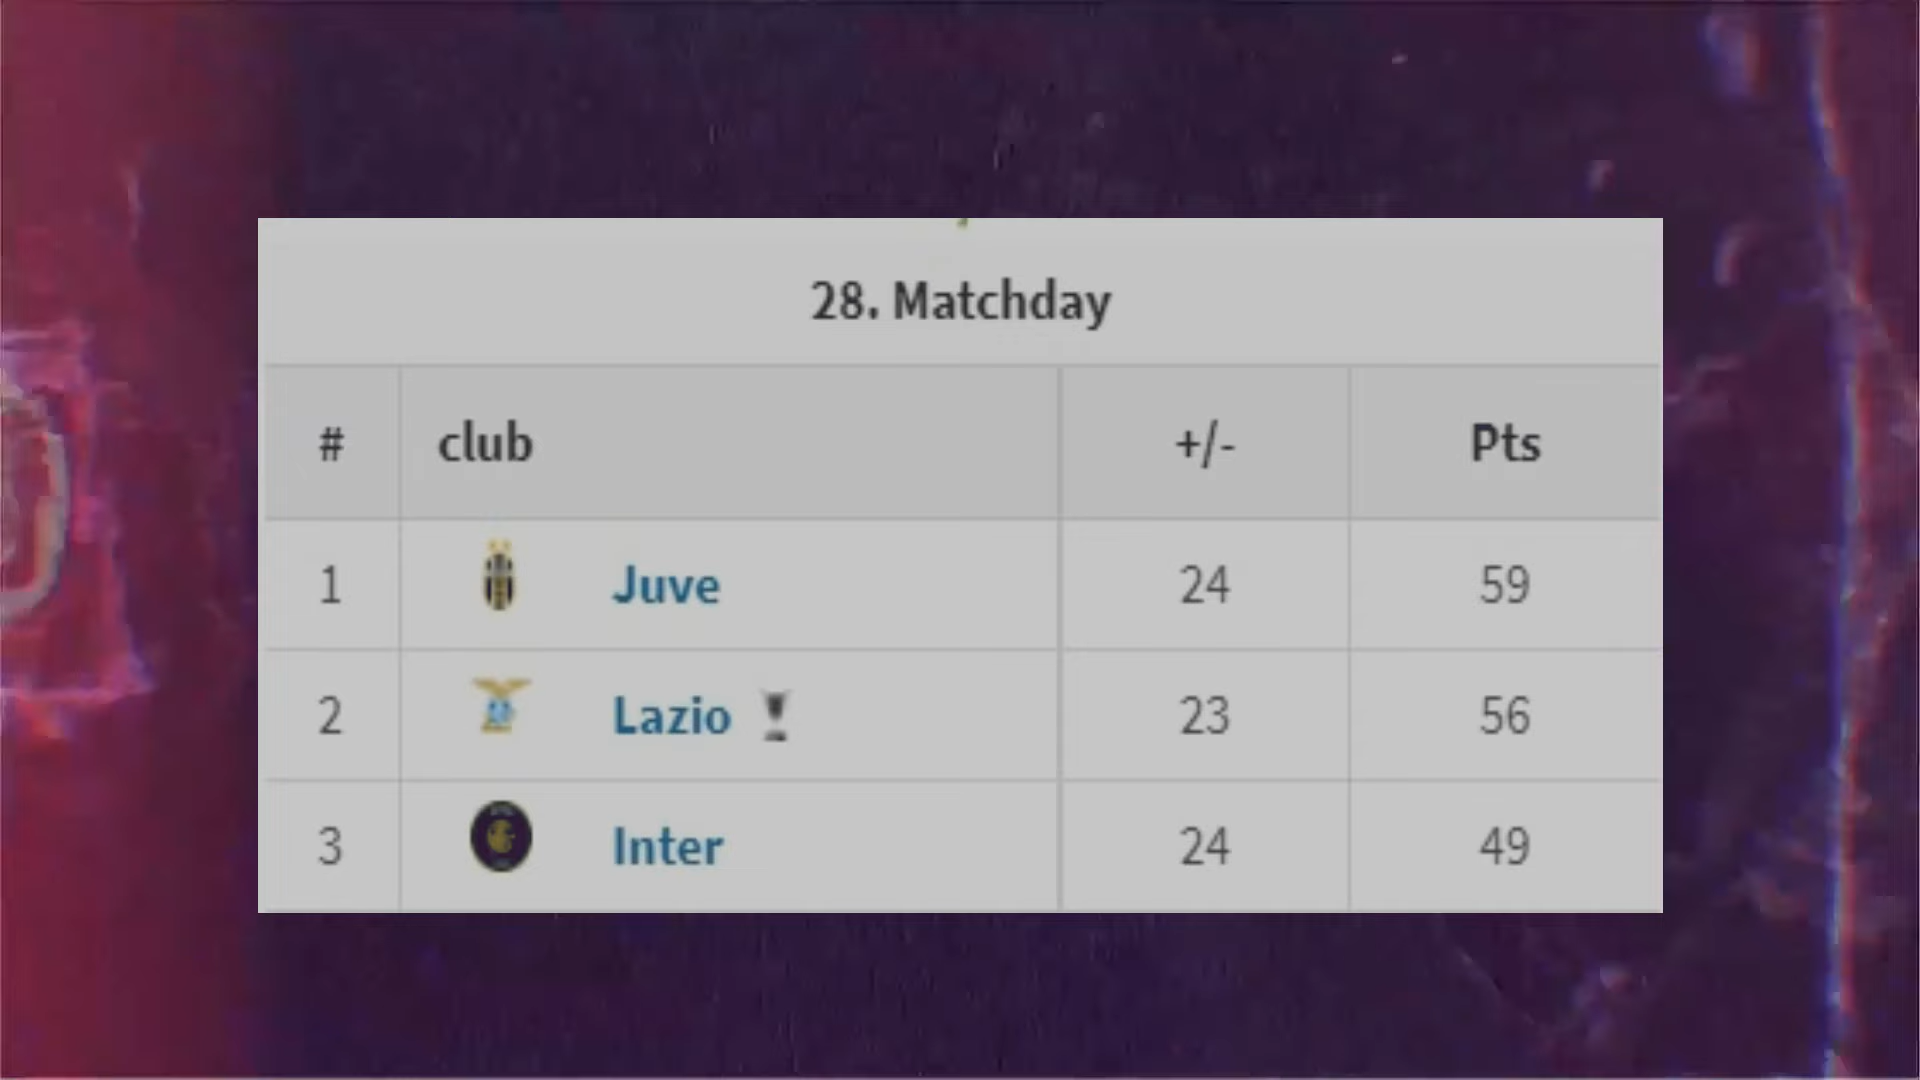 28. Matchday
# club +/- Pts
1 Juve 24 59
2 Lazio 23 56
3 Inter 24 49